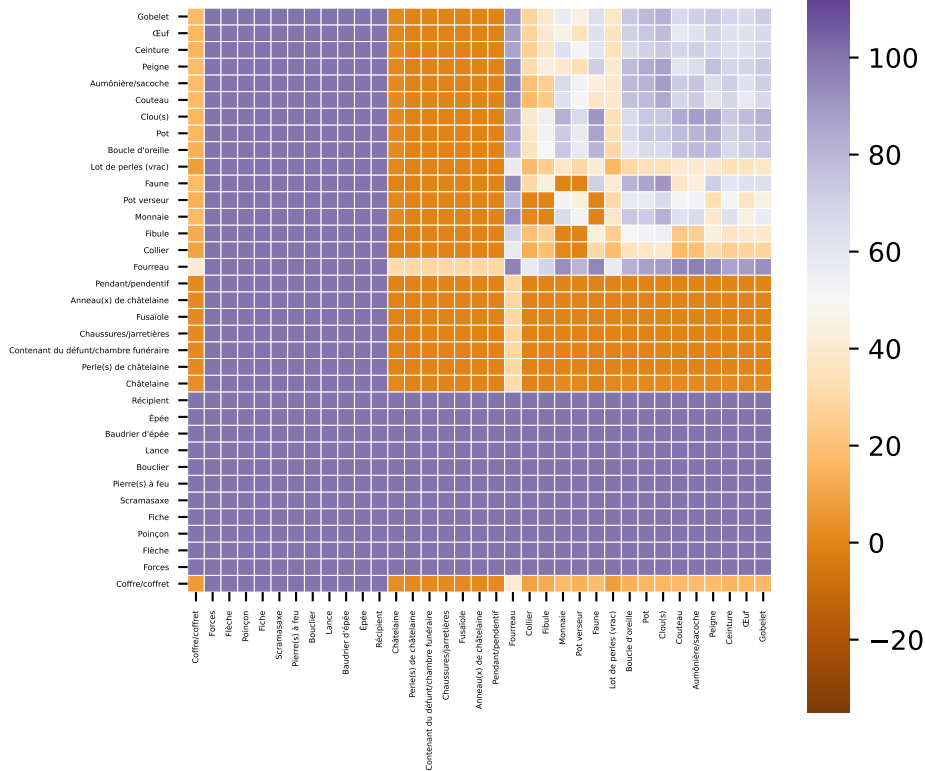 Gobelet
Œuf
Ceinture
Peigne
Aumônière/sacoche
Couteau
Clou(s)
Pot
Boucle d'oreille
Lot de perles (vrac)
Faune
Pot verseur
Monnaie
Fibule
Collier
Fourreau
Pendant/pendentif
Anneau(x) de châtelaine
Fusaïole
Chaussures/jarretières
Contenant du défunt/chambre funéraire
Perle(s) de châtelaine
Châtelaine
Récipient
Épée
Baudrier d'épée
Lance
Bouclier
Pierre(s) à feu
Scramasaxe
Fiche
Poinçon
Flèche
Forces
Coffre/coffret
Coffre/coffret
Forces
Flèche
Poinçon
Fiche
Scramasaxe
Pierre(s) à feu
Bouclier
Lance
Baudrier d'épée
Épée
Récipient
Châtelaine
Perle(s) de châtelaine
Contenant du défunt/chambre funéraire
Chaussures/jarretières
Fusaïole
Anneau(x) de châtelaine
Pendant/pendentif
Fourreau
Collier
Fibule
Monnaie
Pot verseur
Faune
Lot de perles (vrac)
Boucle d'oreille
Pot
Clou(s)
Couteau
Aumônière/sacoche
Peigne
Ceinture
Œuf
Gobelet
100
80
60
40
20
0
−20